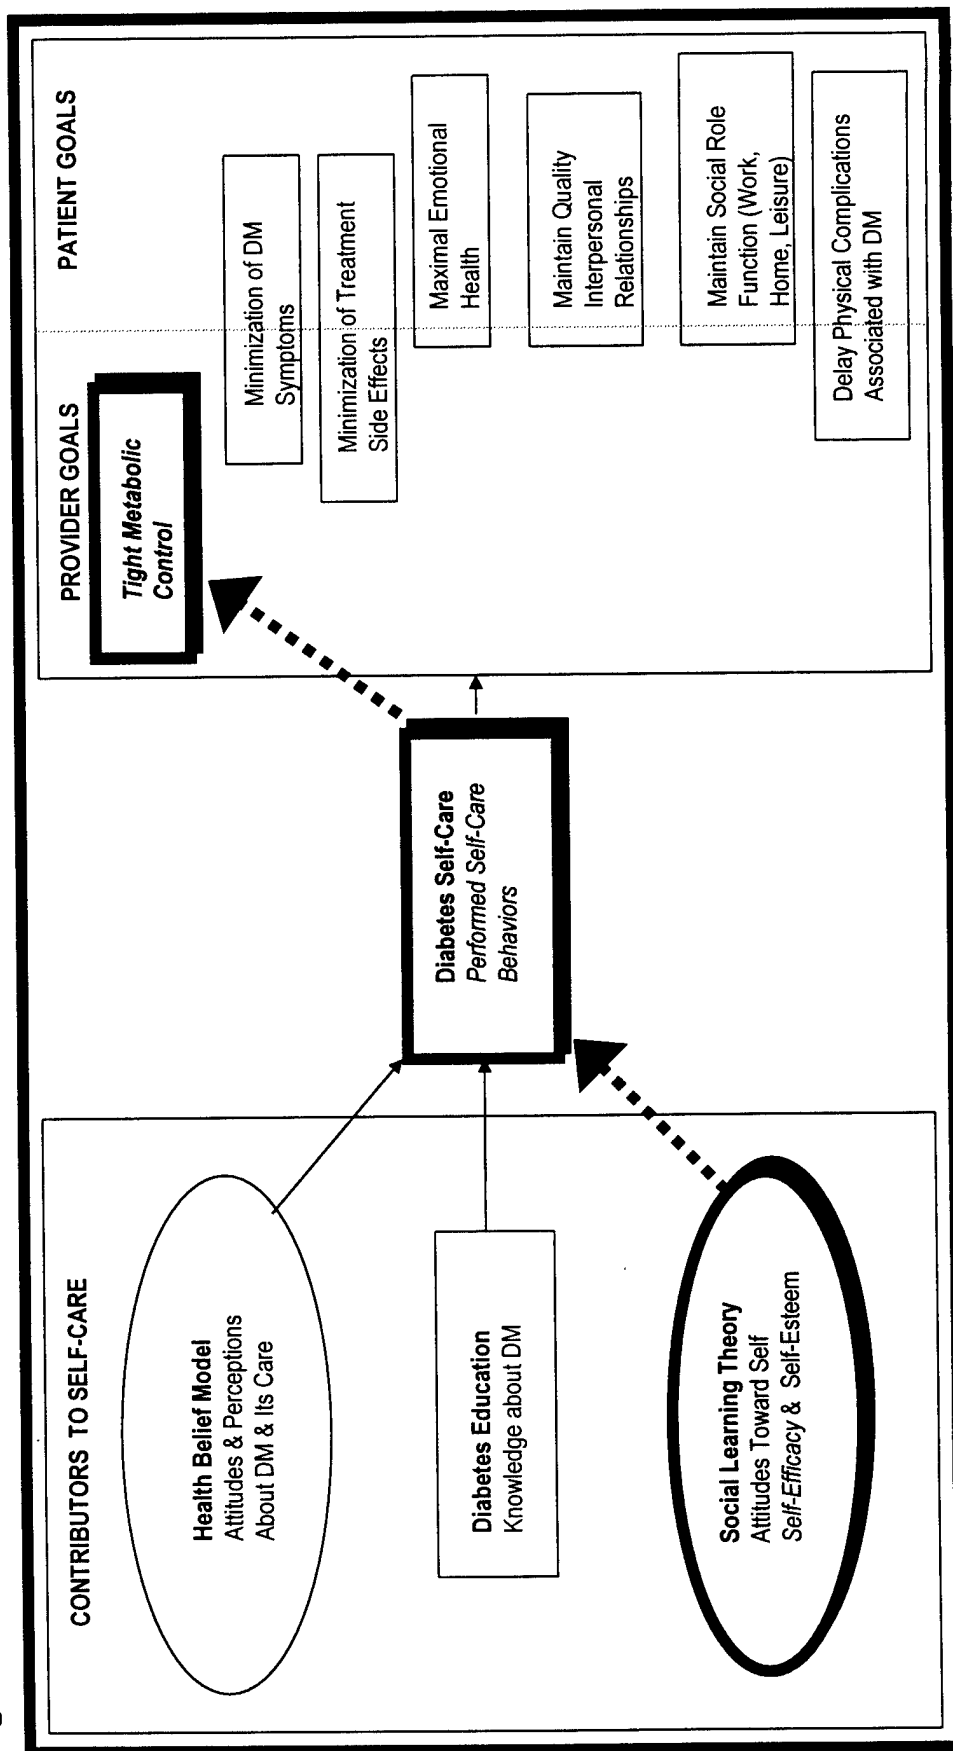 CONTRIBUTORS TO SELF-CARE
Health Belief Model
Attitudes & Perceptions
About DM & Its Care
Diabetes Education
Knowledge about DM
Social Learning Theory
Attitudes Toward Self
Self-Efficacy & Self-Esteem
Diabetes Self-Care
Performed Self-Care
Behaviors
PROVIDER GOALS
Tight Metabolic
Control
PATIENT GOALS
Minimization of DM
Symptoms
Minimization of Treatment
Side Effects
Maximal Emotional
Health
Maintain Quality
Interpersonal
Relationships
Maintain Social Role
Function (Work,
Home, Leisure)
Delay Physical Complications
Associated with DM